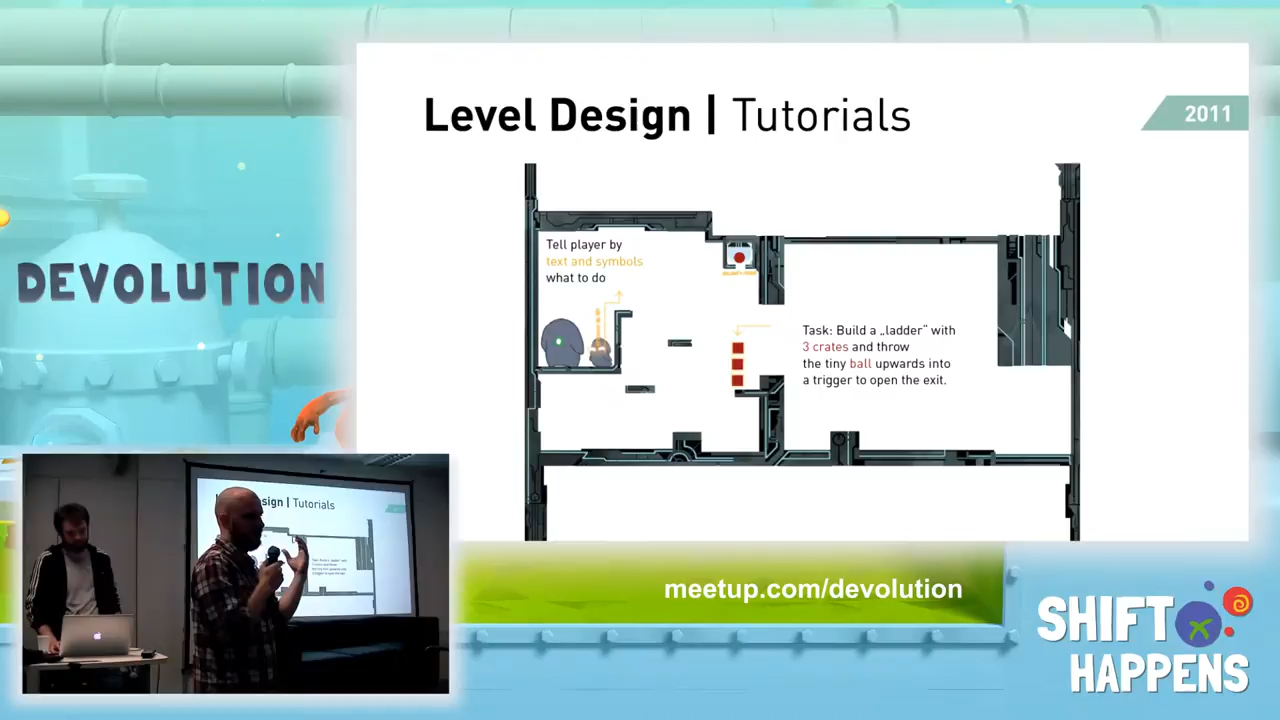 Level Design | Tutorials
2011
Tell player by
text and symbols
what to do
Task: Build a „ladder“ with
3 crates and throw
the tiny ball upwards into
a trigger to open the exit.
DEVOLUTION
sign | Tutorials
meetup.com/devolution
SHIFT
HAPPENS